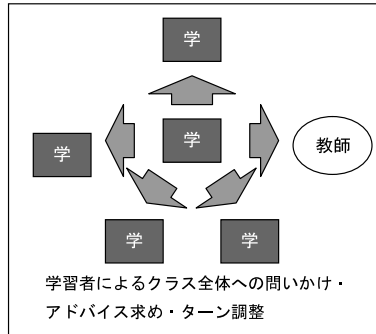 学
学
学
教師
学
学
学習者によるクラス全体への問いかけ・
アドバイス求め・ターン調整